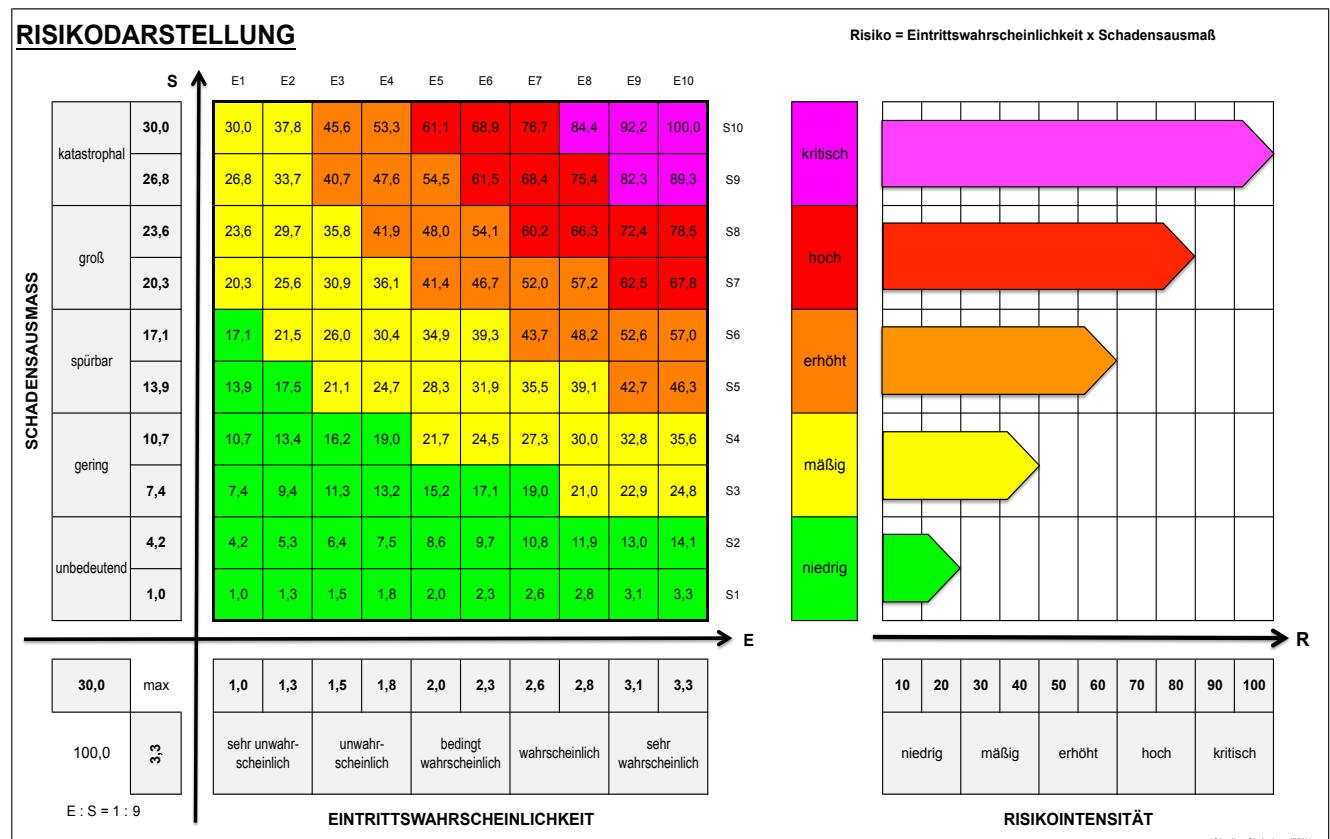 RISIKODARSTELLUNG
Risiko = Eintrittswahrscheinlichkeit x Schadensausmaß
S E1 E2 E3 E4 E5 E6 E7 E8 E9 E10
katastrophal
30,0 30,0 37,8 45,6 53,3 61,1 68,9 76,7 84,4 92,2 100,0 S10
26,8 26,8 33,7 40,7 47,6 54,5 61,5 68,4 75,4 82,3 89,3 S9
groß
23,6 23,6 29,7 35,8 41,9 48,0 54,1 60,2 66,3 72,4 78,5 S8
20,3 20,3 25,6 30,9 36,1 41,4 46,7 52,0 57,2 62,5 67,8 S7
spürbar
17,1 17,1 21,5 26,0 30,4 34,9 39,3 43,7 48,2 52,6 57,0 S6
13,9 13,9 17,5 21,1 24,7 28,3 31,9 35,5 39,1 42,7 46,3 S5
gering
10,7 10,7 13,4 16,2 19,0 21,7 24,5 27,3 30,0 32,8 35,6 S4
7,4 7,4 9,4 11,3 13,2 15,2 17,1 19,0 21,0 22,9 24,8 S3
unbedeutend
4,2 4,2 5,3 6,4 7,5 8,6 9,7 10,8 11,9 13,0 14,1 S2
1,0 1,0 1,3 1,5 1,8 2,0 2,3 2,6 2,8 3,1 3,3 S1
SCHADENSAUSMASS
E
30,0 max 1,0 1,3 1,5 1,8 2,0 2,3 2,6 2,8 3,1 3,3
100,0 3,3
sehr unwahr-
scheinlich
unwahr-
scheinlich
bedingt
wahrscheinlich
wahrscheinlich
sehr
wahrscheinlich
E : S = 1 : 9
EINTRITTSWAHRSCHEINLICHKEIT
kritisch
hoch
erhöht
mäßig
niedrig
R
10 20 30 40 50 60 70 80 90 100
niedrig mäßig erhöht hoch kritisch
RISIKOINTENSITÄT